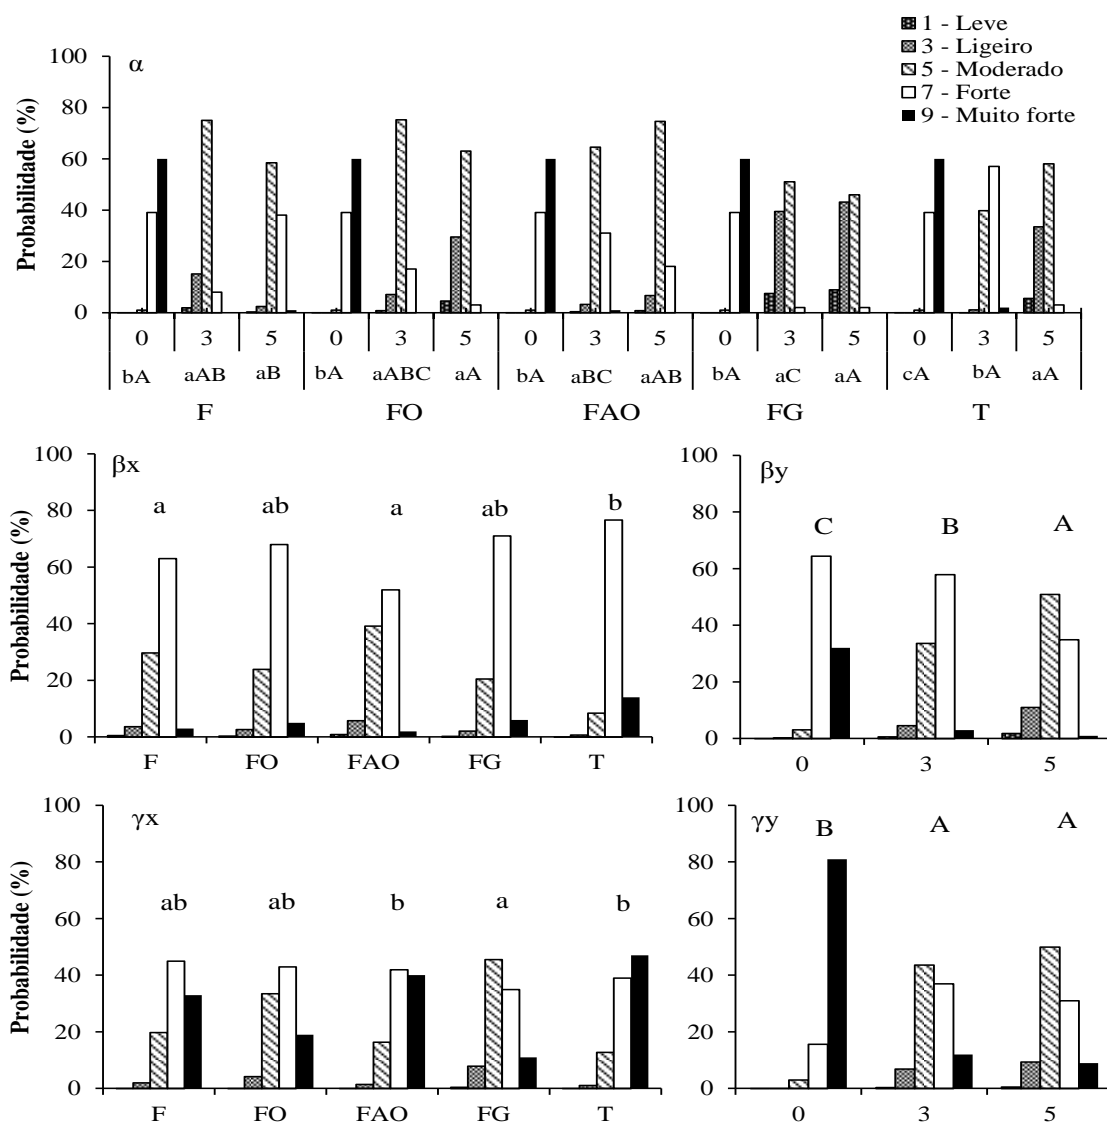 1 - Leve
3 - Ligeiro
5 - Moderado
7 - Forte
9 - Muito forte
α
Probabilidade (%)
100
80
60
40
20
0
0 3 5 0 3 5 0 3 5 0 3 5 0 3 5
bA aAB aB bA aABC aA bA aBC aAB bA aC aA cA bA aA
F FO FAO FG T
βx
Probabilidade (%)
100
80
60
40
20
0
a ab a ab b
F FO FAO FG T
βy
100
80
60
40
20
0
C B A
0 3 5
γx
Probabilidade (%)
100
80
60
40
20
0
ab ab b a b
F FO FAO FG T
γy
100
80
60
40
20
0
B A A
0 3 5